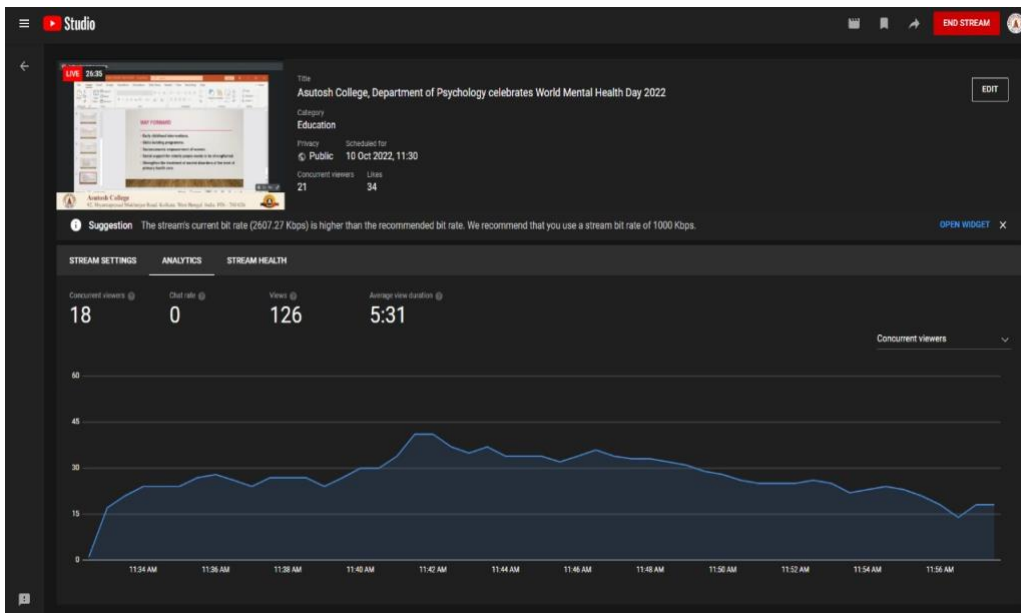 Studio
END STREAM
LIVE 26:35
WAY FORWARD
Asutosh College
Title
Asutosh College, Department of Psychology celebrates World Mental Health Day 2022
EDIT
Category
Education
Privacy Scheduled for
Public 10 Oct 2022, 11:30
Concurrent viewers Likes
21 34
Suggestion The stream's current bit rate (2607.27 Kbps) is higher than the recommended bit rate. We recommend that you use a stream bit rate of 1000 Kbps.
OPEN WIDGET X
STREAM SETTINGS ANALYTICS STREAM HEALTH
Concurrent viewers Chat rate Views Average view duration
18 0 126 5:31
Concurrent viewers
60
45
30
15
0
11:34 AM 11:36 AM 11:38 AM 11:40 AM 11:42 AM 11:44 AM 11:46 AM 11:48 AM 11:50 AM 11:52 AM 11:54 AM 11:56 AM